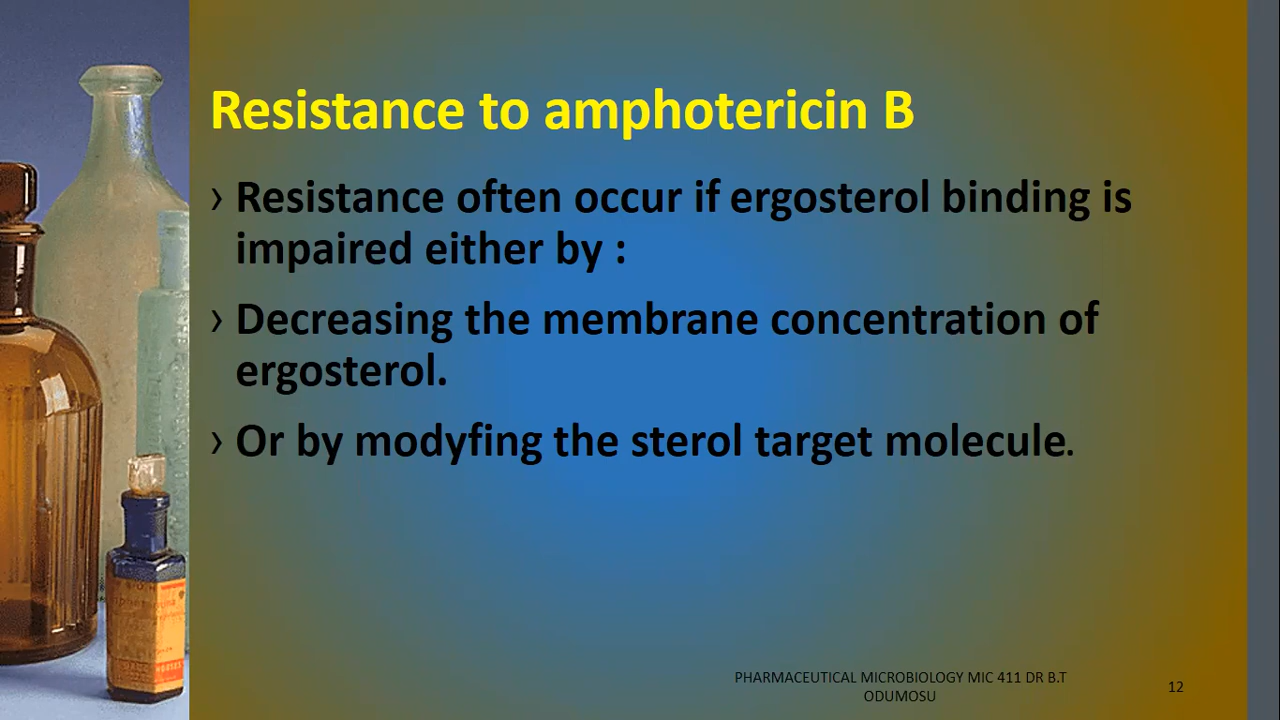 Resistance to amphotericin B
› Resistance often occur if ergosterol binding is
impaired either by :
› Decreasing the membrane concentration of
ergosterol.
› Or by modyfing the sterol target molecule.
PHARMACEUTICAL MICROBIOLOGY MIC 411 DR B.T
ODUMOSU
12